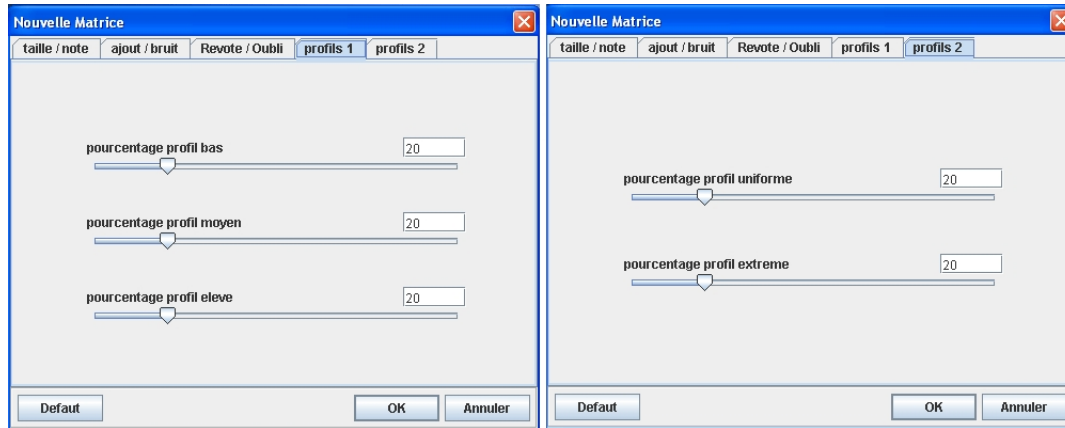 Nouvelle Matrice
taille / note ajout / bruit Revote / Oubli profils 1 profils 2
pourcentage profil bas 20
pourcentage profil moyen 20
pourcentage profil eleve 20
Defaut OK Annuler
Nouvelle Matrice
taille / note ajout / bruit Revote / Oubli profils 1 profils 2
pourcentage profil uniforme 20
pourcentage profil extreme 20
Defaut OK Annuler